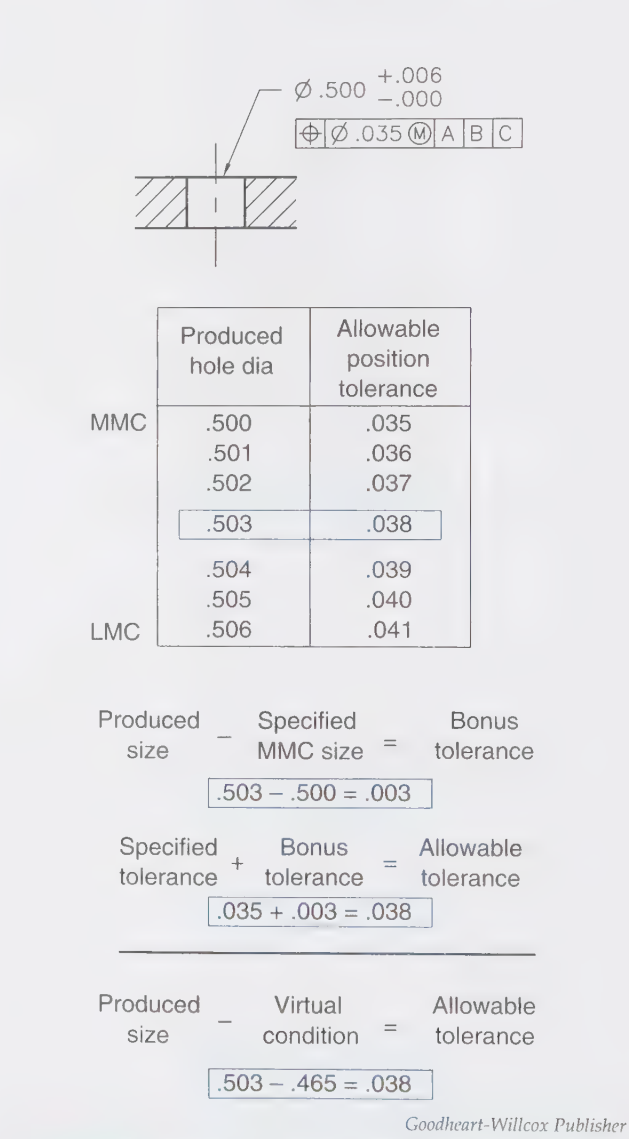 Ø .500 +.006
-.000
⌖ Ø .035 Ⓜ A B C
Produced hole dia Allowable position tolerance
MMC .500 .035
.501 .036
.502 .037
.503 .038
.504 .039
.505 .040
LMC .506 .041
Produced size – Specified MMC size = Bonus tolerance
.503 – .500 = .003
Specified tolerance + Bonus tolerance = Allowable tolerance
.035 + .003 = .038
Produced size – Virtual condition = Allowable tolerance
.503 – .465 = .038
Goodheart-Willcox Publisher